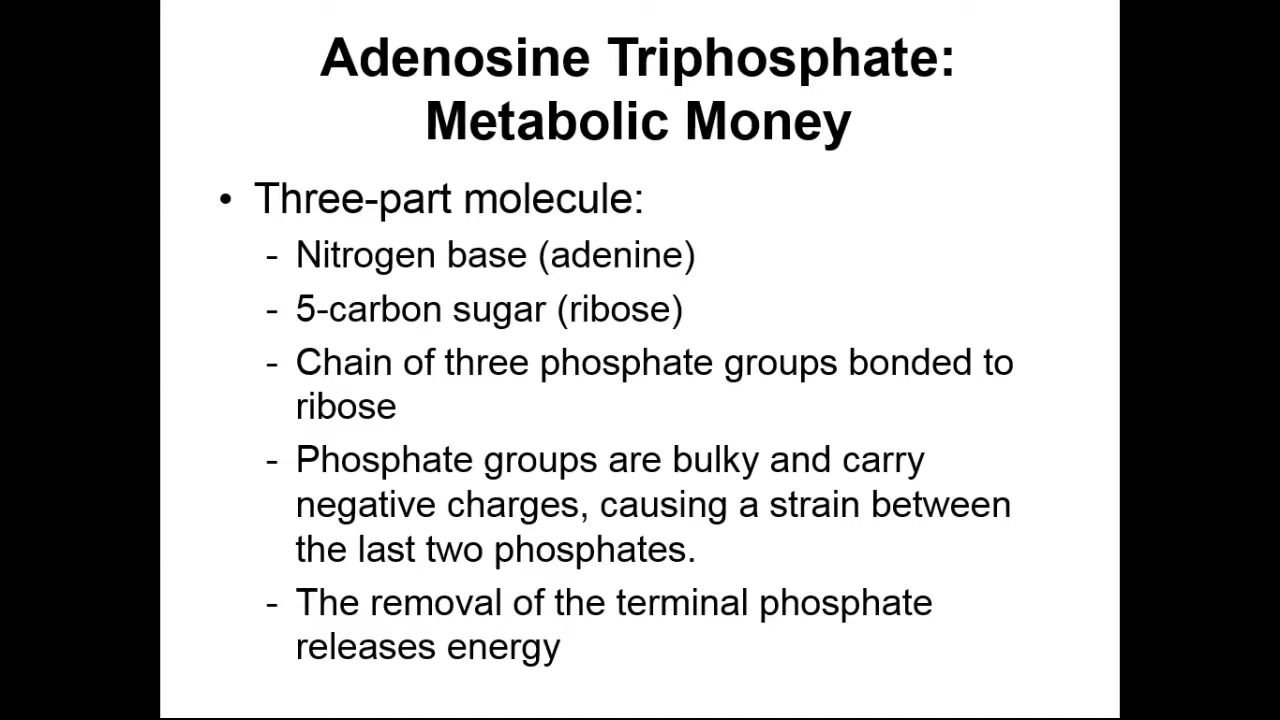 Adenosine Triphosphate:
Metabolic Money
• Three-part molecule:
- Nitrogen base (adenine)
- 5-carbon sugar (ribose)
- Chain of three phosphate groups bonded to
ribose
- Phosphate groups are bulky and carry
negative charges, causing a strain between
the last two phosphates.
- The removal of the terminal phosphate
releases energy